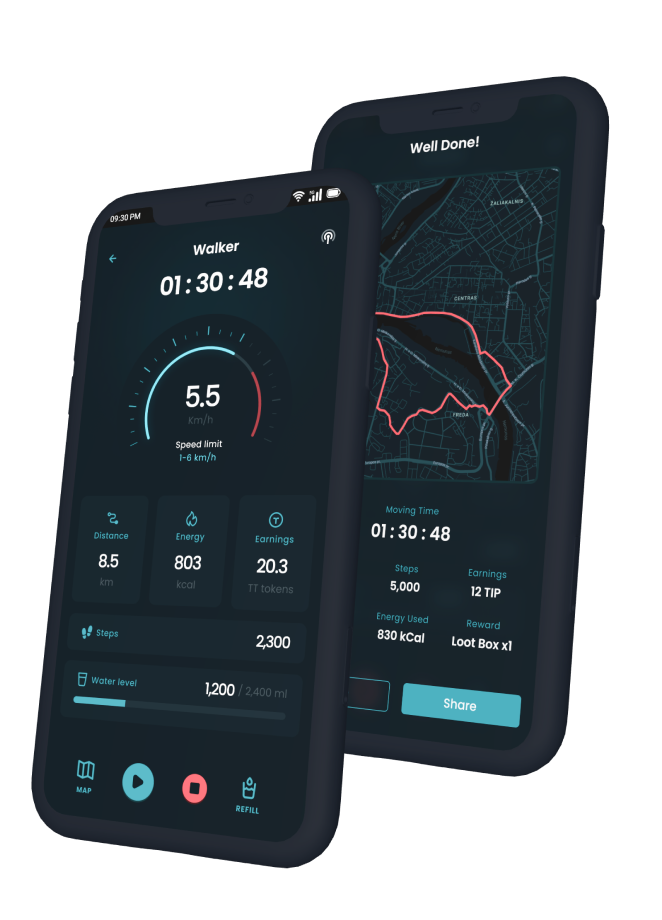 09:30 PM
Walker
01 : 30 : 48
5.5
Km/h
Speed limit
1-6 km/h
Distance
8.5
km
Energy
803
kcal
Earnings
20.3
TT tokens
Steps
2,300
Water level
1,200 / 2,400 ml
MAP
REFILL
Well Done!
ŽALIAKALNIS
CENTRAS
FREDA
Moving Time
01 : 30 : 48
Steps
5,000
Earnings
12 TIP
Energy Used
830 kCal
Reward
Loot Box x1
Share